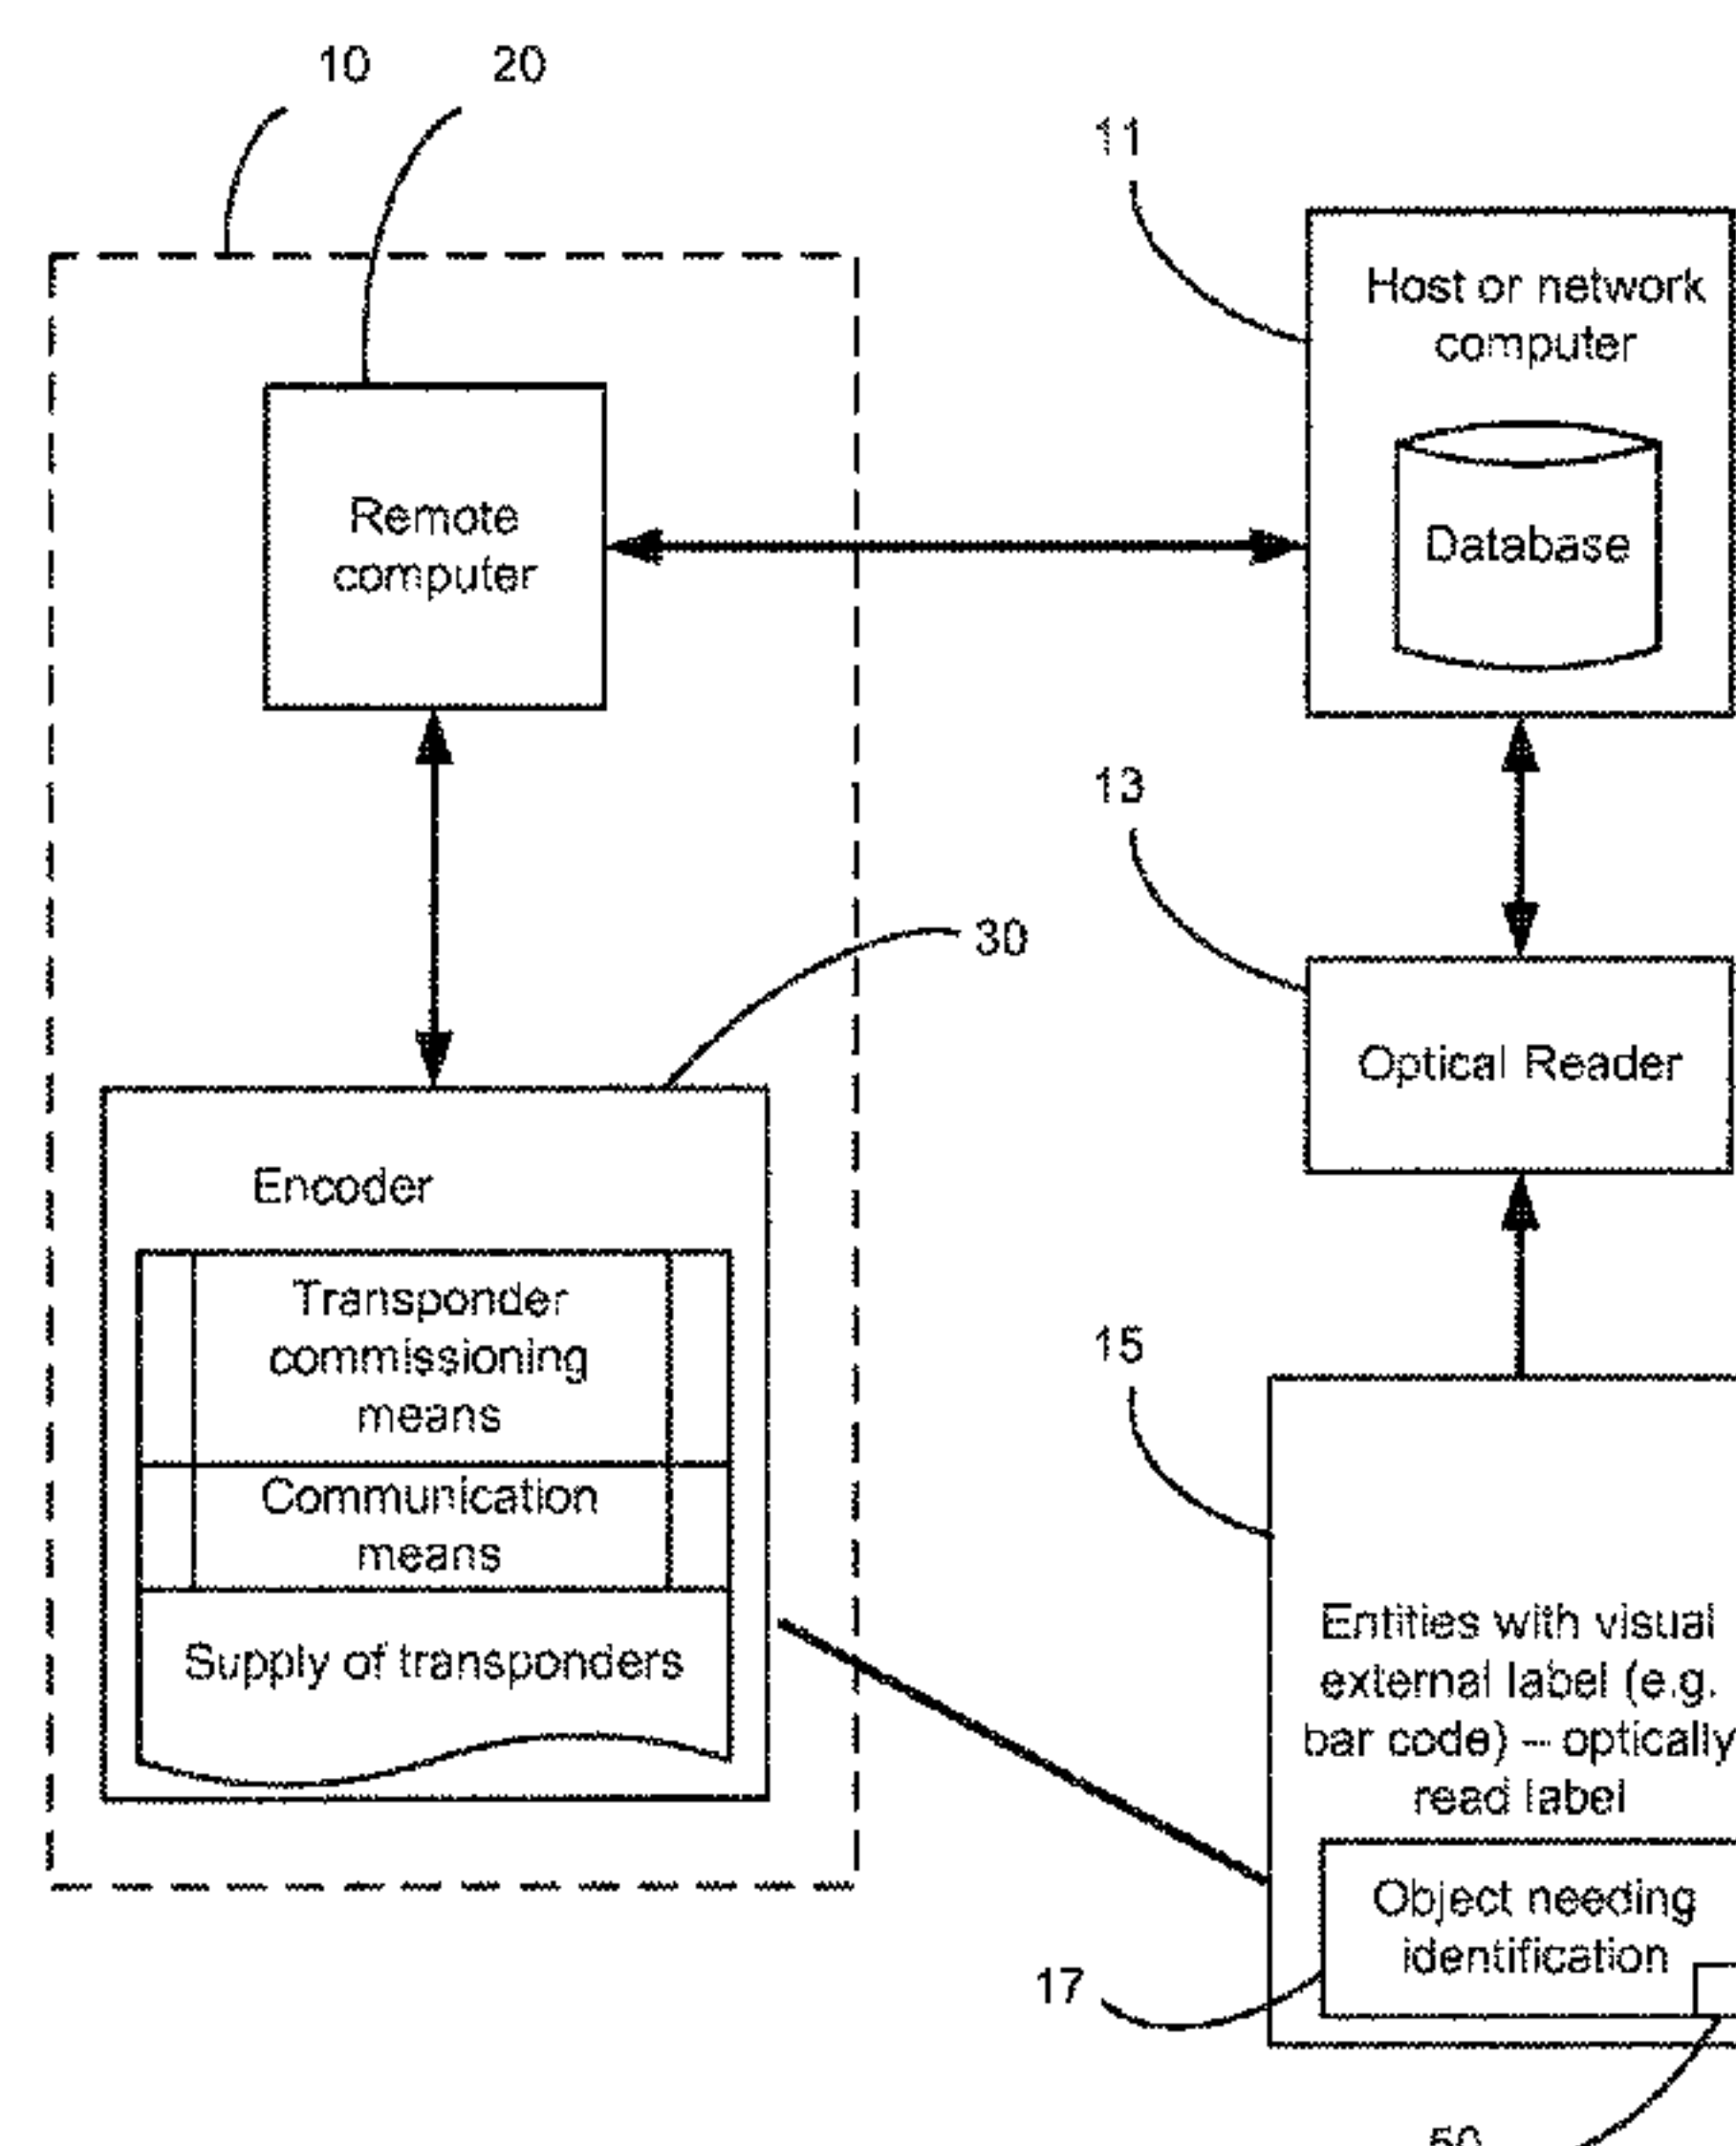 10
20
11
Host or network
computer
Database
Remote
computer
13
30
Optical Reader
Encoder
Transponder
commissioning
means
Communication
means
Supply of transponders
15
Entities with visual
external label (e.g.
bar code) – optically
read label
Object needing
identification
17
50